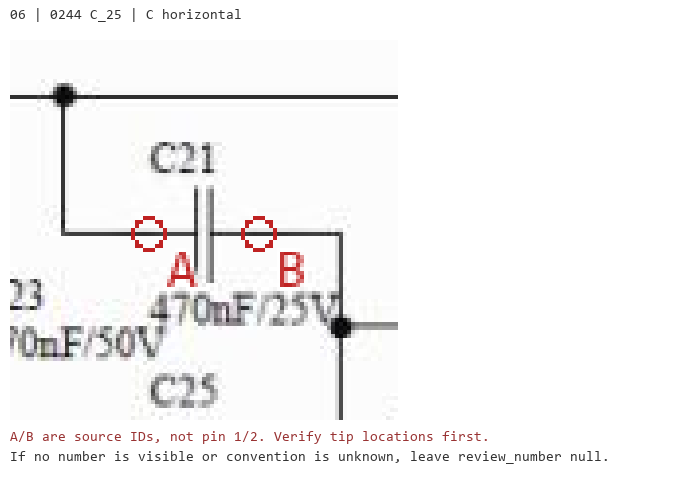 06 | 0244 C_25 | C horizontal
C21
A
B
23
470nF/25V
70nF/50V
C25
A/B are source IDs, not pin 1/2. Verify tip locations first.
If no number is visible or convention is unknown, leave review_number null.